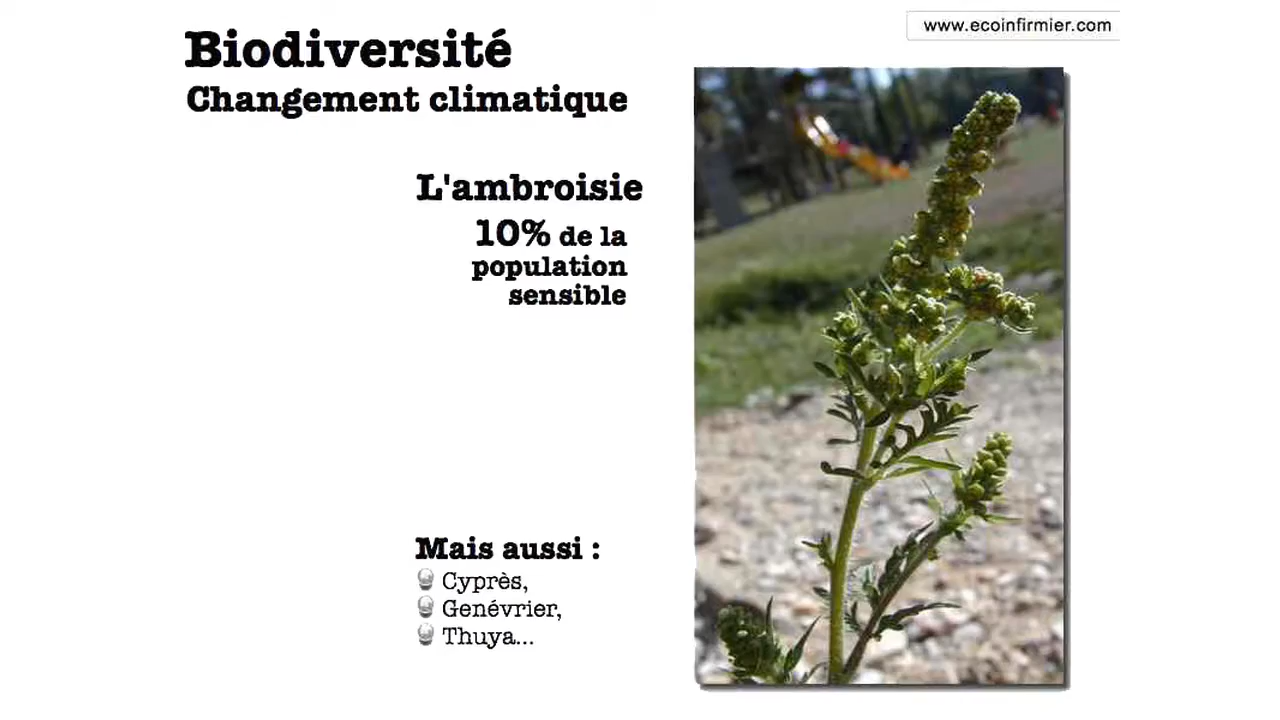 www.ecoinfirmier.com
Biodiversité
Changement climatique
L'ambroisie
10% de la
population
sensible
Mais aussi :
Cyprès,
Genévrier,
Thuya...